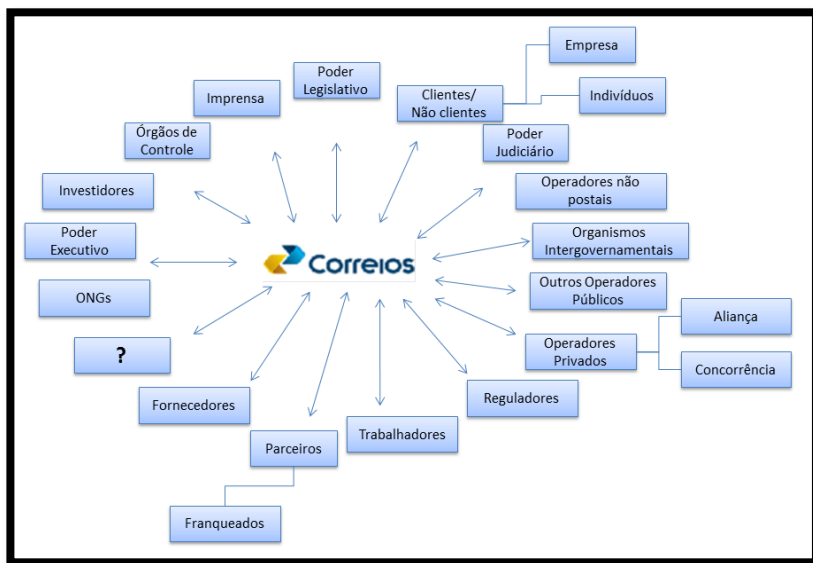 Empresa
Poder
Legislativo
Clientes/
Não clientes
Indivíduos
Imprensa
Órgãos de
Controle
Poder
Judiciário
Investidores
Operadores não
postais
Poder
Executivo
Organismos
Intergovernamentais
Correios
ONGs
Outros Operadores
Públicos
Aliança
?
Operadores
Privados
Concorrência
Fornecedores
Reguladores
Trabalhadores
Parceiros
Franqueados